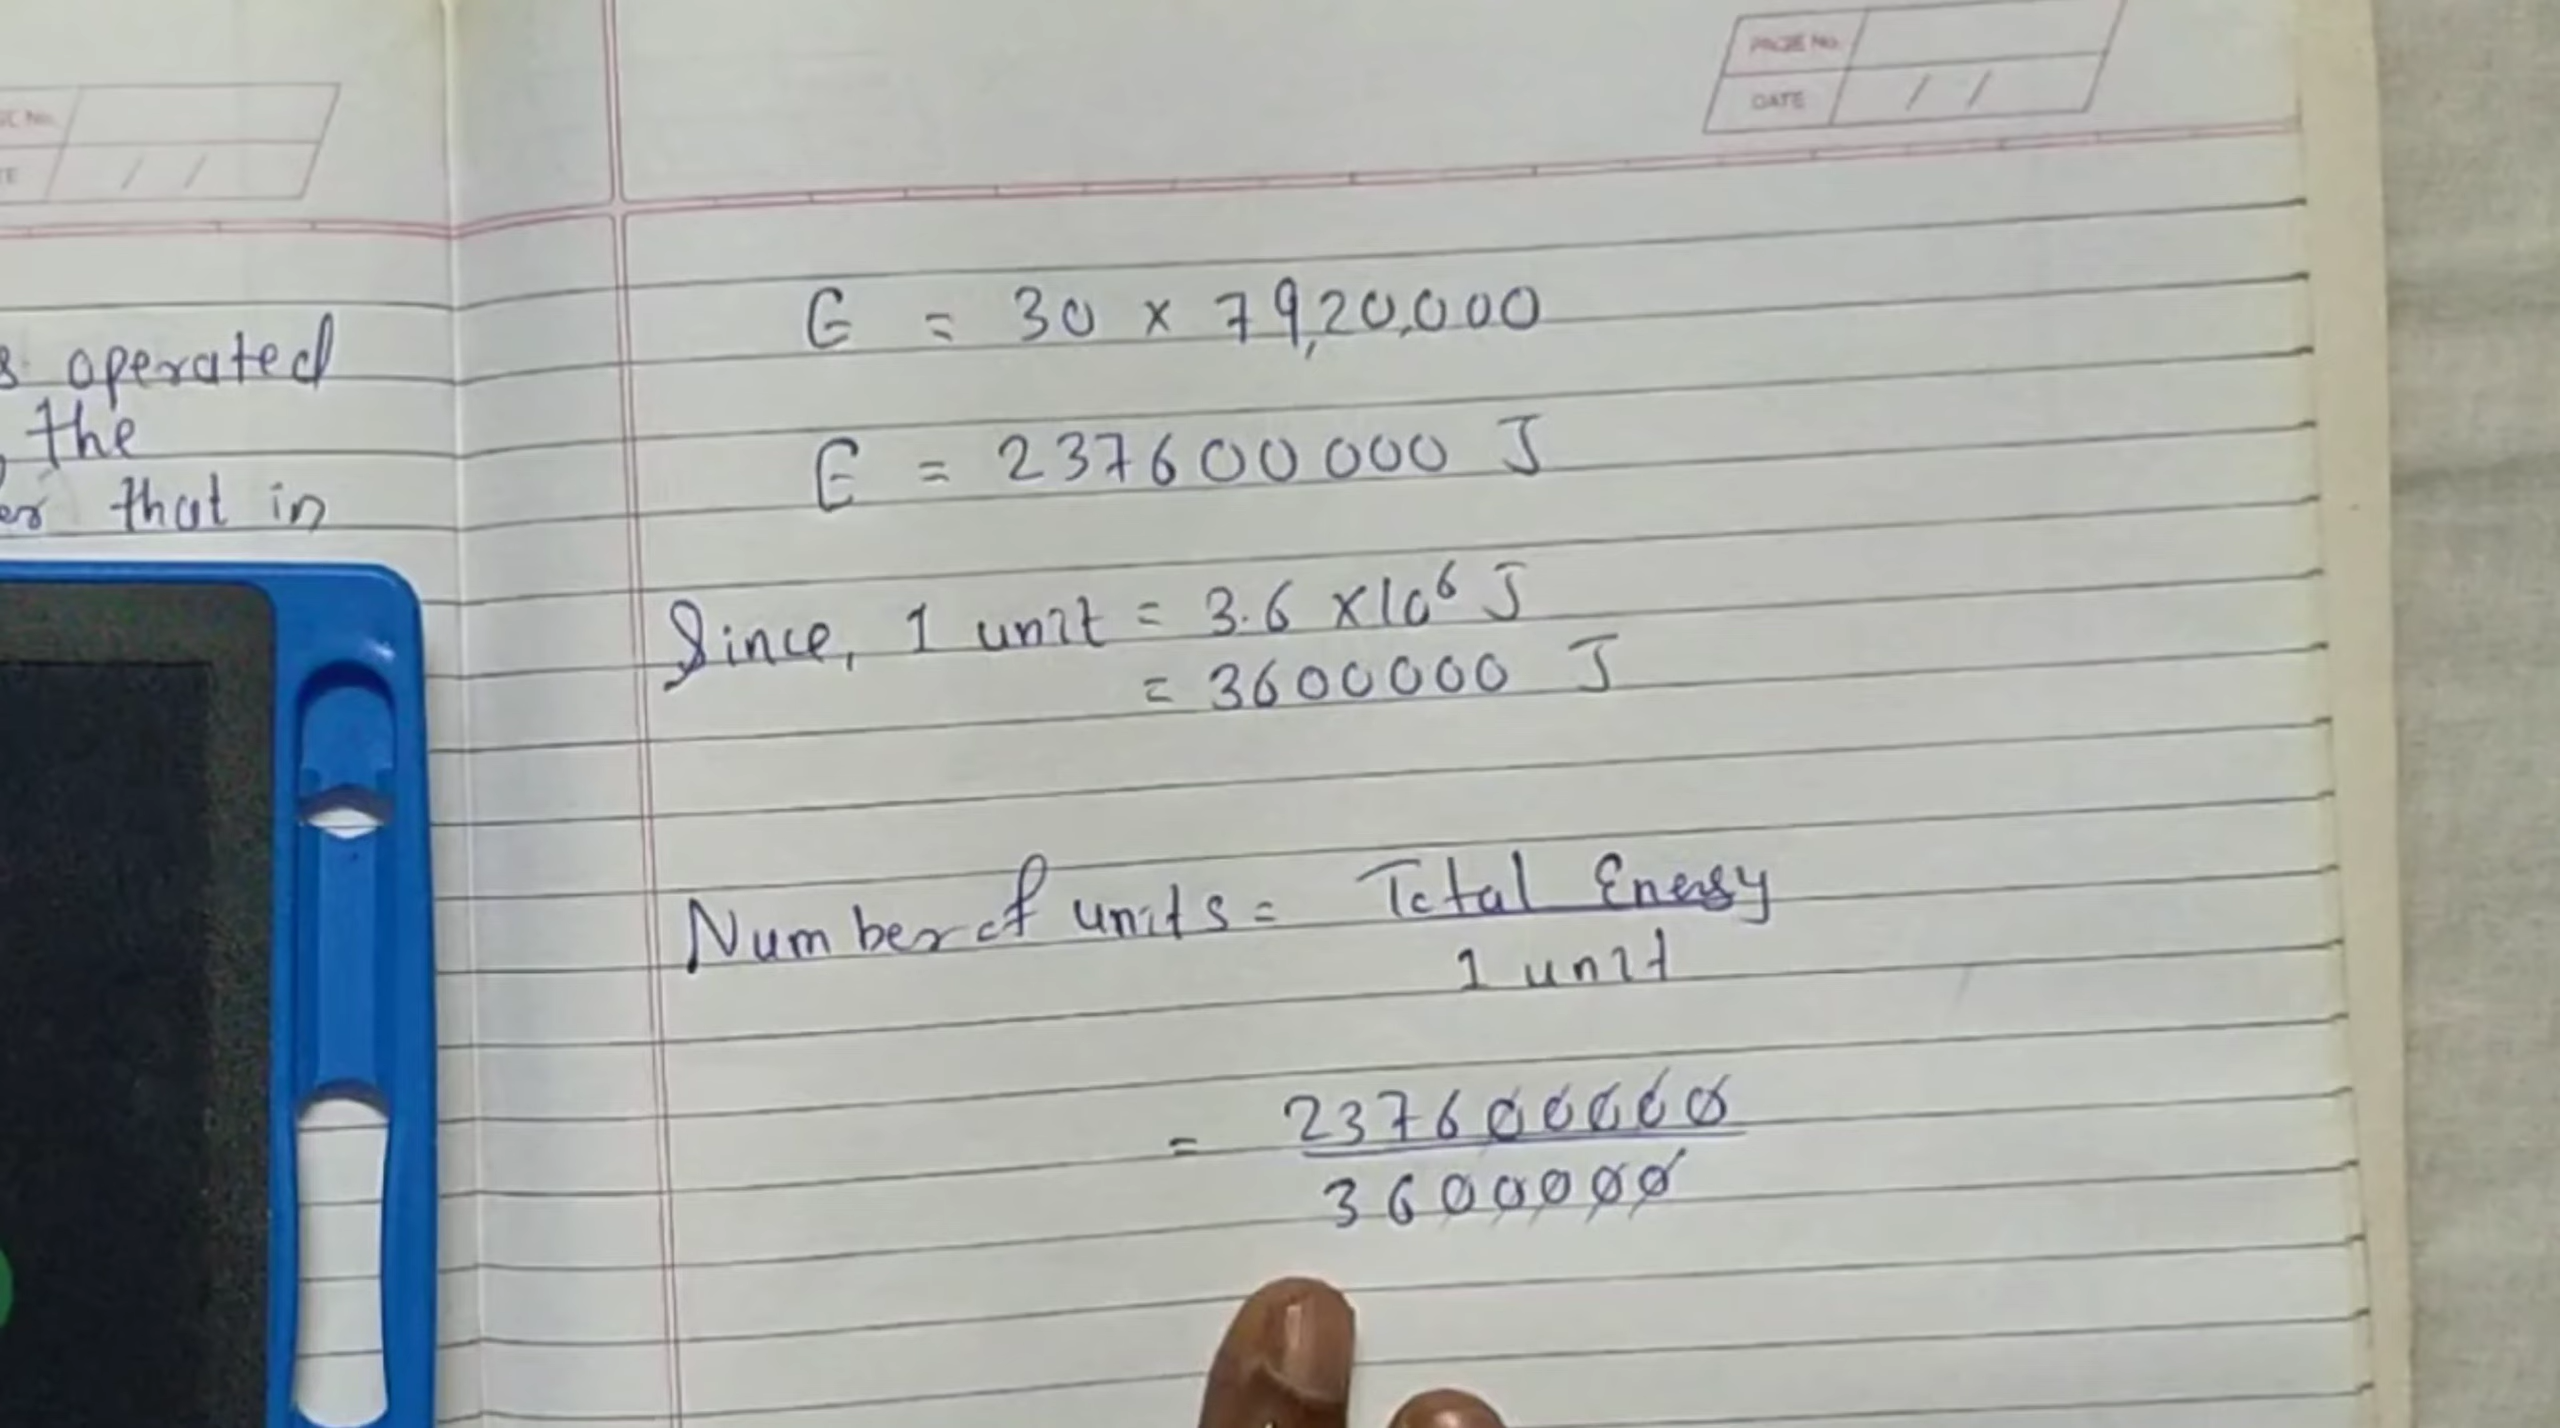 PAGE No.
DATE / /
/ /
operated
the
that in
E = 30 × 79,20,000
E = 237600000 J
Since, 1 unit = 3.6 × 10⁶ J
= 3600000 J
Number of units = Total Energy
1 unit
= 237600000
3600000